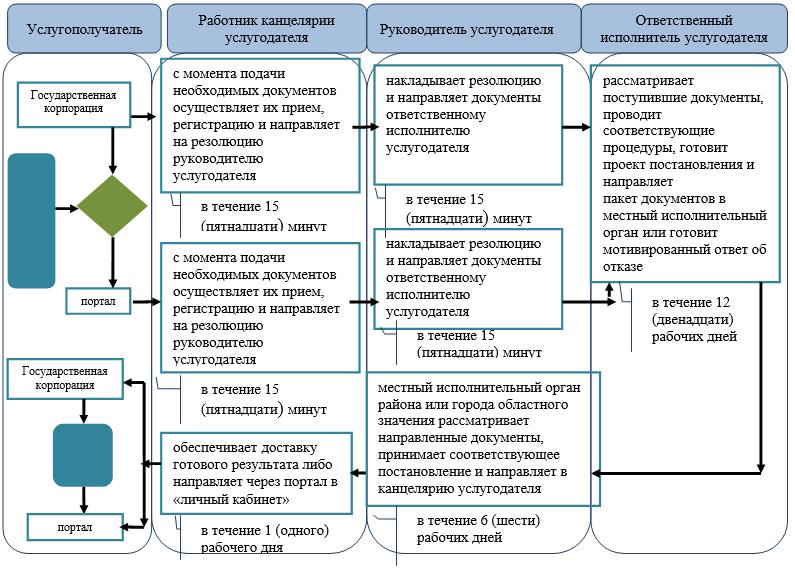 Услугополучатель
Работник канцелярии
услугодателя
Руководитель услугодателя
Ответственный
исполнитель услугодателя
Государственная
корпорация
портал
с момента подачи
необходимых документов
осуществляет их прием,
регистрацию и направляет
на резолюцию
руководителю
услугодателя
в течение 15
(пятнадцати) минут
накладывает резолюцию
и направляет документы
ответственному
исполнителю
услугодателя
в течение 15
(пятнадцати) минут
рассматривает
поступившие документы,
проводит
соответствующие
процедуры, готовит
проект постановления и
направляет
пакет документов в
местный исполнительный
орган или готовит
мотивированный ответ об
отказе
в течение 12
(двенадцати)
рабочих дней
с момента подачи
необходимых документов
осуществляет их прием,
регистрацию и направляет
на резолюцию
руководителю
услугодателя
в течение 15
(пятнадцати) минут
накладывает резолюцию
и направляет документы
ответственному
исполнителю
услугодателя
в течение 15
(пятнадцати) минут
Государственная
корпорация
портал
обеспечивает доставку
готового результата либо
направляет через портал в
«личный кабинет»
в течение 1 (одного)
рабочего дня
местный исполнительный орган
района или города областного
значения рассматривает
направленные документы,
принимает соответствующее
постановление и направляет в
канцелярию услугодателя
в течение 6 (шести)
рабочих дней